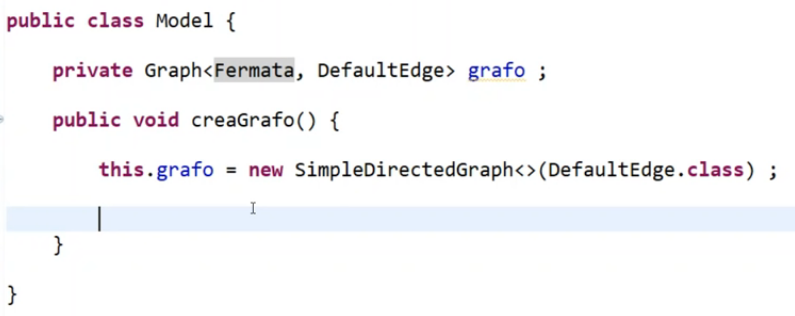 public class Model {
private Graph<Fermata, DefaultEdge> grafo ;
public void creaGrafo() {
this.grafo = new SimpleDirectedGraph<>(DefaultEdge.class) ;
}
}